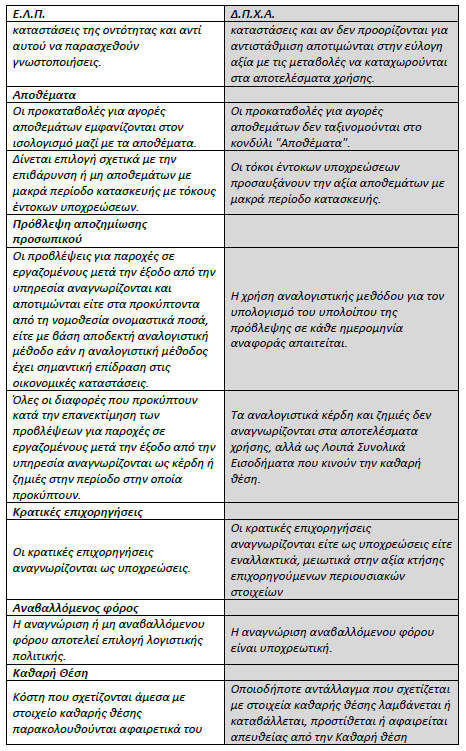 Ε.Λ.Π.
Δ.Π.Χ.Α.
καταστάσεις της οντότητας και αντί
αυτού να παρασχεθούν
γνωστοποιήσεις.
καταστάσεις και αν δεν προορίζονται για
αντιστάθμιση αποτιμώνται στην εύλογη
αξία με τις μεταβολές να καταχωρούνται
στα αποτελέσματα χρήσης.
Αποθέματα
Οι προκαταβολές για αγορές
αποθεμάτων εμφανίζονται στον
ισολογισμό μαζί με τα αποθέματα.
Οι προκαταβολές για αγορές
αποθεμάτων δεν ταξινομούνται στο
κονδύλι "Αποθέματα".
Δίνεται επιλογή σχετικά με την
επιβάρυνση ή μη αποθεμάτων με
μακρά περίοδο κατασκευής με τόκους
έντοκων υποχρεώσεων.
Οι τόκοι έντοκων υποχρεώσεων
προσαυξάνουν την αξία αποθεμάτων με
μακρά περίοδο κατασκευής.
Πρόβλεψη αποζημίωσης
προσωπικού
Οι προβλέψεις για παροχές σε
εργαζομένους μετά την έξοδο από την
υπηρεσία αναγνωρίζονται και
αποτιμώνται είτε στα προκύπτοντα
από τη νομοθεσία ονομαστικά ποσά,
είτε με βάση αποδεκτή αναλογιστική
μέθοδο εάν η αναλογιστική μέθοδος
έχει σημαντική επίδραση στις
οικονομικές καταστάσεις.
Η χρήση αναλογιστικής μεθόδου για τον
υπολογισμό του υπολοίπου της
πρόβλεψης σε κάθε ημερομηνία
αναφοράς απαιτείται.
Όλες οι διαφορές που προκύπτουν
κατά την επανεκτίμηση των
προβλέψεων για παροχές σε
εργαζομένους μετά την έξοδο από την
υπηρεσία αναγνωρίζονται ως κέρδη ή
ζημιές στην περίοδο στην οποία
προκύπτουν.
Τα αναλογιστικά κέρδη και ζημιές δεν
αναγνωρίζονται στα αποτελέσματα
χρήσης, αλλά ως Λοιπά Συνολικά
Εισοδήματα που κινούν την καθαρή
θέση.
Κρατικές επιχορηγήσεις
Οι κρατικές επιχορηγήσεις
αναγνωρίζονται ως υποχρεώσεις.
Οι κρατικές επιχορηγήσεις
αναγνωρίζονται είτε ως υποχρεώσεις είτε
εναλλακτικά, μειωτικά στην αξία κτήσης
επιχορηγούμενων περιουσιακών
στοιχείων
Αναβαλλόμενος φόρος
Η αναγνώριση ή μη αναβαλλόμενου
φόρου αποτελεί επιλογή λογιστικής
πολιτικής.
Η αναγνώριση αναβαλλόμενου φόρου
είναι υποχρεωτική.
Καθαρή Θέση
Κόστη που σχετίζονται άμεσα με
στοιχείο καθαρής θέσης
παρακολουθούνται αφαιρετικά του
Οποιοδήποτε αντάλλαγμα που σχετίζεται
με στοιχεία καθαρής θέσης λαμβάνεται ή
καταβάλλεται, προστίθεται ή αφαιρείται
απευθείας από την Καθαρή Θέση